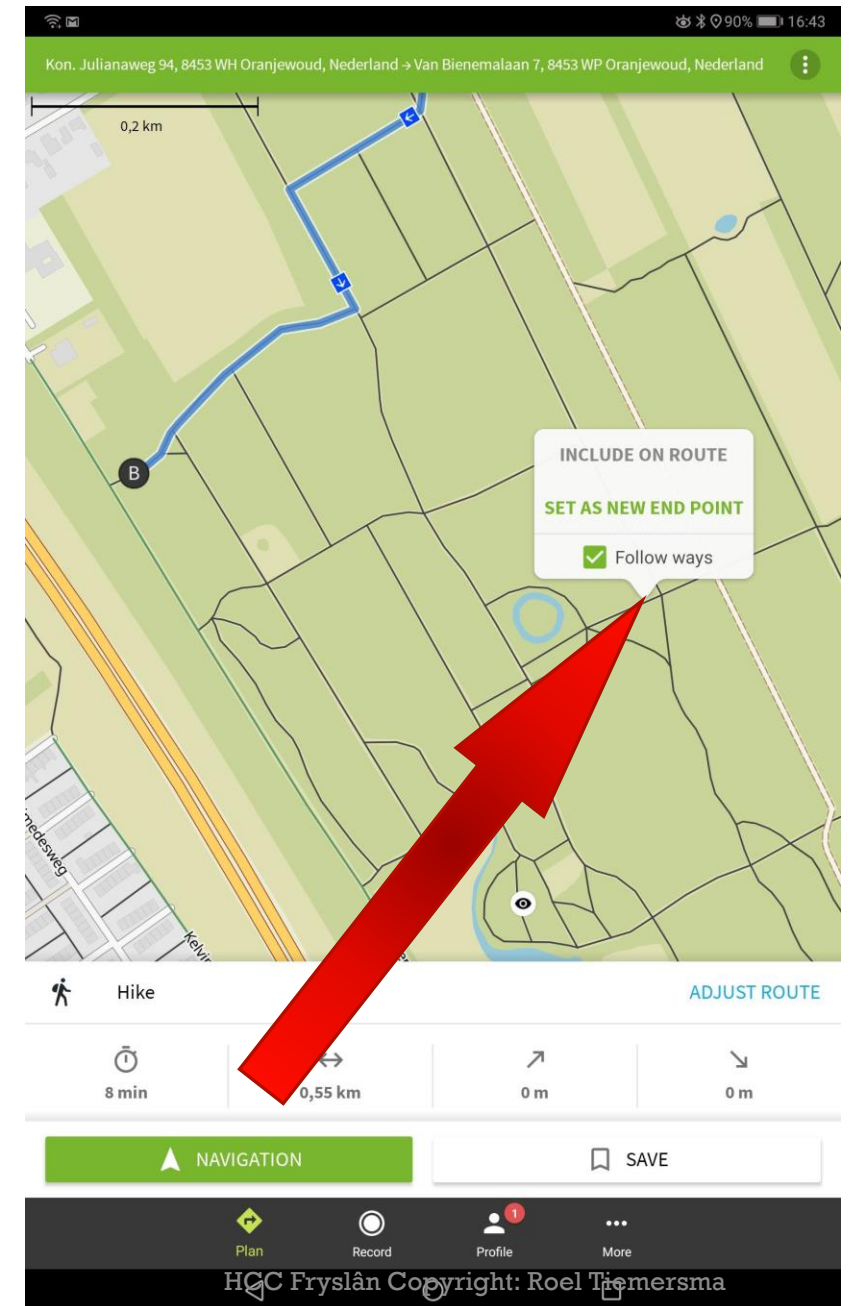 90% 16:43
Kon. Julianaweg 94, 8453 WH Oranjewoud, Nederland → Van Bienemalaan 7, 8453 WP Oranjewoud, Nederland
0,2 km
B
INCLUDE ON ROUTE
SET AS NEW END POINT
Follow ways
Hike
ADJUST ROUTE
8 min
0,55 km
0 m
0 m
NAVIGATION
SAVE
1
Plan
Record
Profile
More
HCC Fryslân Copyright: Roel Tiemersma